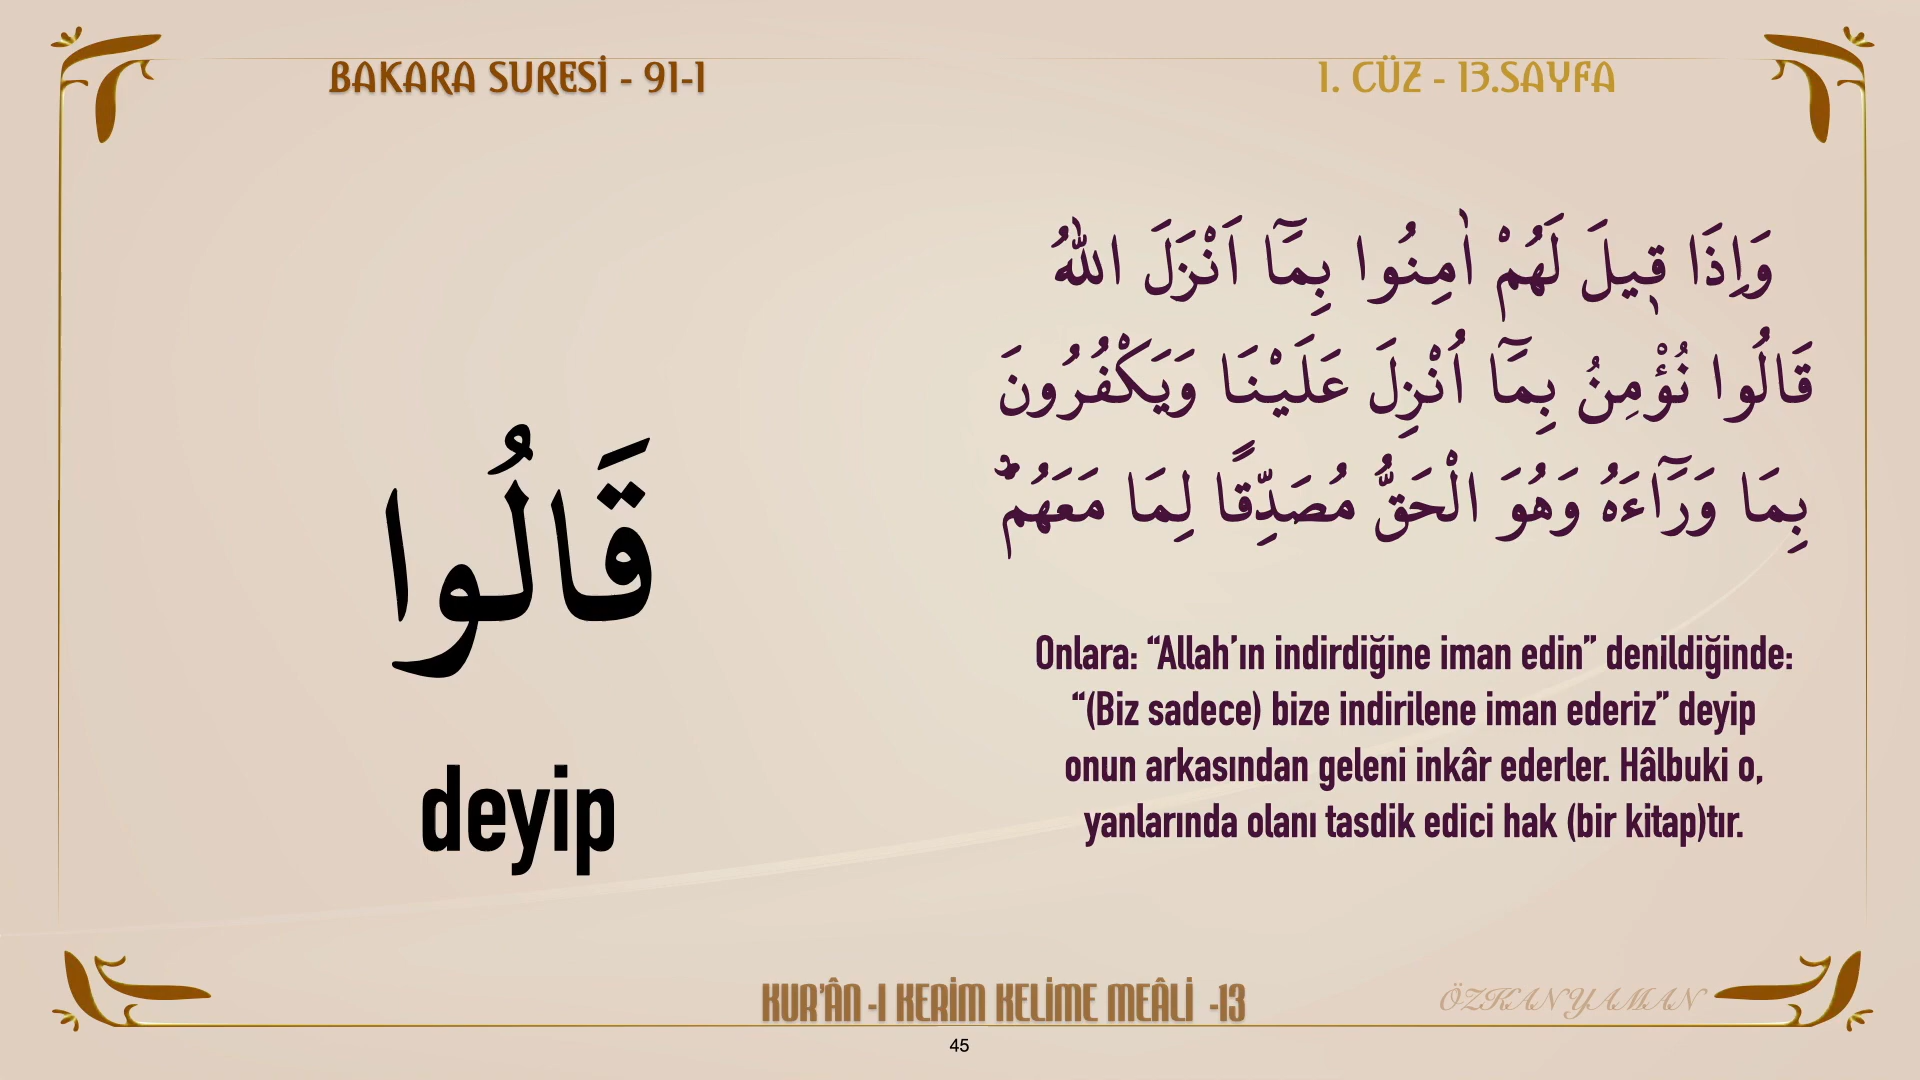 BAKARA SURESİ - 91-1
1. CÜZ - 13.SAYFA
وَاِذَا قٖيلَ لَهُمْ اٰمِنُوا بِمَٓا اَنْزَلَ اللّٰهُ
قَالُوا نُؤْمِنُ بِمَٓا اُنْزِلَ عَلَيْنَا وَيَكْفُرُونَ
بِمَا وَرَٓاءَهُ وَهُوَ الْحَقُّ مُصَدِّقًا لِمَا مَعَهُمْؕ
قَالُوا
deyip
Onlara: “Allah’ın indirdiğine iman edin” denildiğinde:
“(Biz sadece) bize indirilene iman ederiz” deyip
onun arkasından geleni inkâr ederler. Hâlbuki o,
yanlarında olanı tasdik edici hak (bir kitap)tır.
KUR’ÂN -I KERİM KELİME MEÂLİ -13
ÖZKAN YAMAN
45